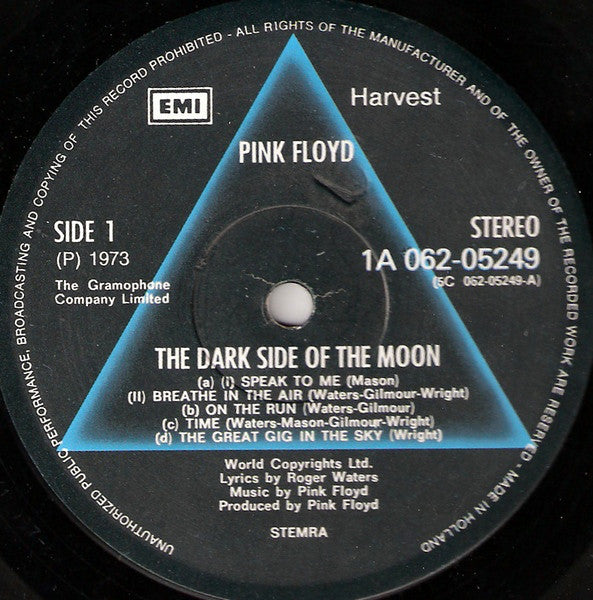 UNAUTHORIZED PUBLIC PERFORMANCE, BROADCASTING AND COPYING OF THIS RECORD PROHIBITED - ALL RIGHTS OF THE MANUFACTURER AND OF THE OWNER OF THE RECORDED WORK ARE RESERVED - MADE IN HOLLAND
EMI
Harvest
PINK FLOYD
SIDE 1
STEREO
(P) 1973
1A 062-05249
The Gramophone
(5C 062-05249-A)
Company Limited
THE DARK SIDE OF THE MOON
(a) (i) SPEAK TO ME (Mason)
(II) BREATHE IN THE AIR (Waters-Gilmour-Wright)
(b) ON THE RUN (Waters-Gilmour)
(c) TIME (Waters-Mason-Gilmour-Wright)
(d) THE GREAT GIG IN THE SKY (Wright)
World Copyrights Ltd.
Lyrics by Roger Waters
Music by Pink Floyd
Produced by Pink Floyd
STEMRA